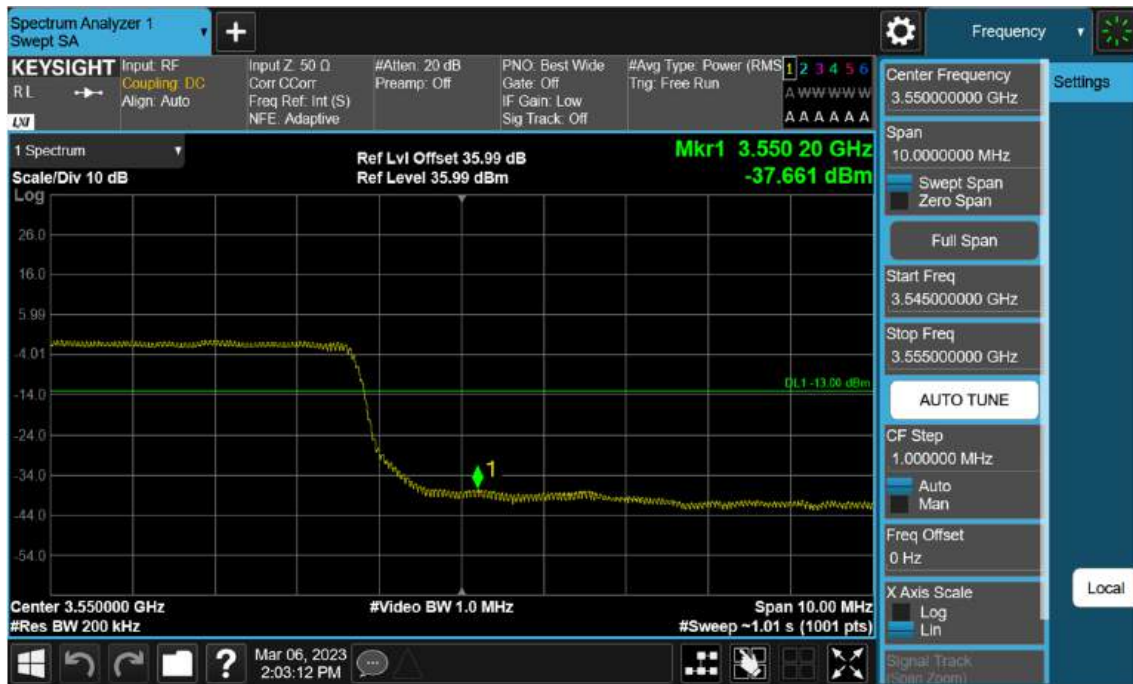 Spectrum Analyzer 1
Swept SA
+
Frequency
KEYSIGHT
RL
LXI
Input: RF
Coupling: DC
Align: Auto
Input Z: 50 Ω
Corr CCorr
Freq Ref: Int (S)
NFE: Adaptive
#Atten: 20 dB
Preamp: Off
PNO: Best Wide
Gate: Off
IF Gain: Low
Sig Track: Off
#Avg Type: Power (RMS
Trig: Free Run
1 2 3 4 5 6
A W W W W W
A A A A A A
1 Spectrum
Scale/Div 10 dB
Log
Ref Lvl Offset 35.99 dB
Ref Level 35.99 dBm
Mkr1 3.550 20 GHz
-37.661 dBm
26.0
16.0
5.99
-4.01
-14.0
-24.0
-34.0
-44.0
-54.0
DL1 -13.00 dBm
1
Center 3.550000 GHz
#Res BW 200 kHz
#Video BW 1.0 MHz
Span 10.00 MHz
#Sweep ~1.01 s (1001 pts)
Center Frequency
3.550000000 GHz
Span
10.0000000 MHz
Swept Span
Zero Span
Full Span
Start Freq
3.545000000 GHz
Stop Freq
3.555000000 GHz
AUTO TUNE
CF Step
1.000000 MHz
Auto
Man
Freq Offset
0 Hz
X Axis Scale
Log
Lin
Signal Track
(Span Zoom)
Settings
Local
?
Mar 06, 2023
2:03:12 PM